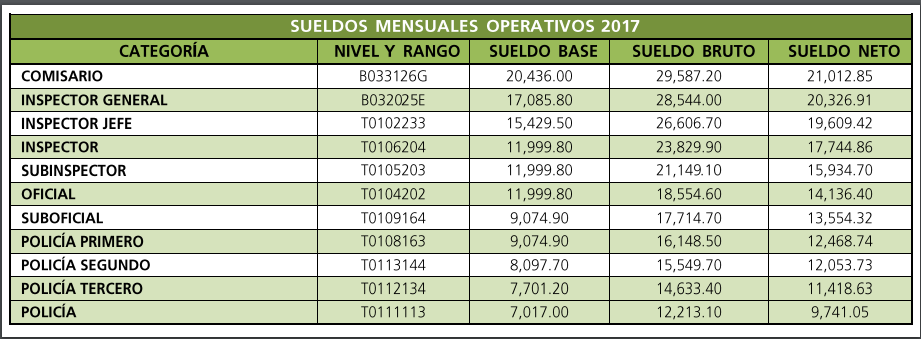 SUELDOS MENSUALES OPERATIVOS 2017
CATEGORÍA NIVEL Y RANGO SUELDO BASE SUELDO BRUTO SUELDO NETO
COMISARIO B033126G 20,436.00 29,587.20 21,012.85
INSPECTOR GENERAL B032025E 17,085.80 28,544.00 20,326.91
INSPECTOR JEFE T0102233 15,429.50 26,606.70 19,609.42
INSPECTOR T0106204 11,999.80 23,829.90 17,744.86
SUBINSPECTOR T0105203 11,999.80 21,149.10 15,934.70
OFICIAL T0104202 11,999.80 18,554.60 14,136.40
SUBOFICIAL T0109164 9,074.90 17,714.70 13,554.32
POLICÍA PRIMERO T0108163 9,074.90 16,148.50 12,468.74
POLICÍA SEGUNDO T0113144 8,097.70 15,549.70 12,053.73
POLICÍA TERCERO T0112134 7,701.20 14,633.40 11,418.63
POLICÍA T0111113 7,017.00 12,213.10 9,741.05